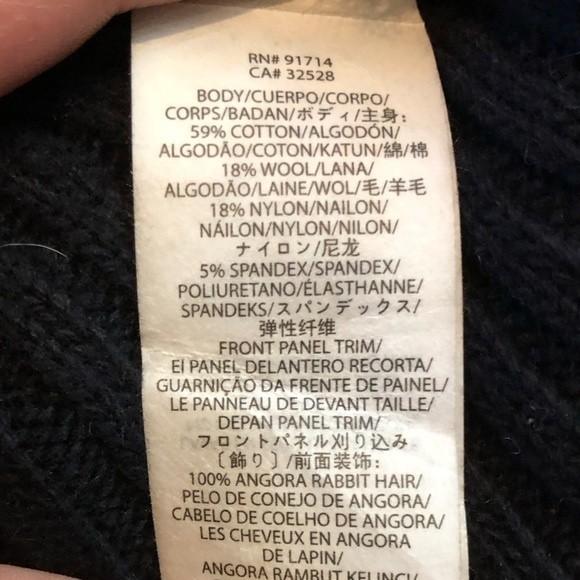 RN# 91714
CA# 32528
BODY/CUERPO/CORPO/
CORPS/BADAN/ボディ/主身:
59% COTTON/ALGODÓN/
ALGODÃO/COTON/KATUN/綿/棉
18% WOOL/LANA/
ALGODÃO/LAINE/WOL/毛/羊毛
18% NYLON/NAILON/
NÁILON/NYLON/NILON/
ナイロン/尼龙
5% SPANDEX/SPANDEX/
POLIURETANO/ÉLASTHANNE/
SPANDEKS/スパンデックス/
弹性纤维
FRONT PANEL TRIM/
El PANEL DELANTERO RECORTA/
GUARNIÇÃO DA FRENTE DE PAINEL/
LE PANNEAU DE DEVANT TAILLE/
DEPAN PANEL TRIM/
フロントパネル刈り込み
〔飾り〕/前面装饰:
100% ANGORA RABBIT HAIR/
PELO DE CONEJO DE ANGORA/
CABELO DE COELHO DE ANGORA/
LES CHEVEUX EN ANGORA
DE LAPIN/
ANGORA RAMBUT KELINCI/